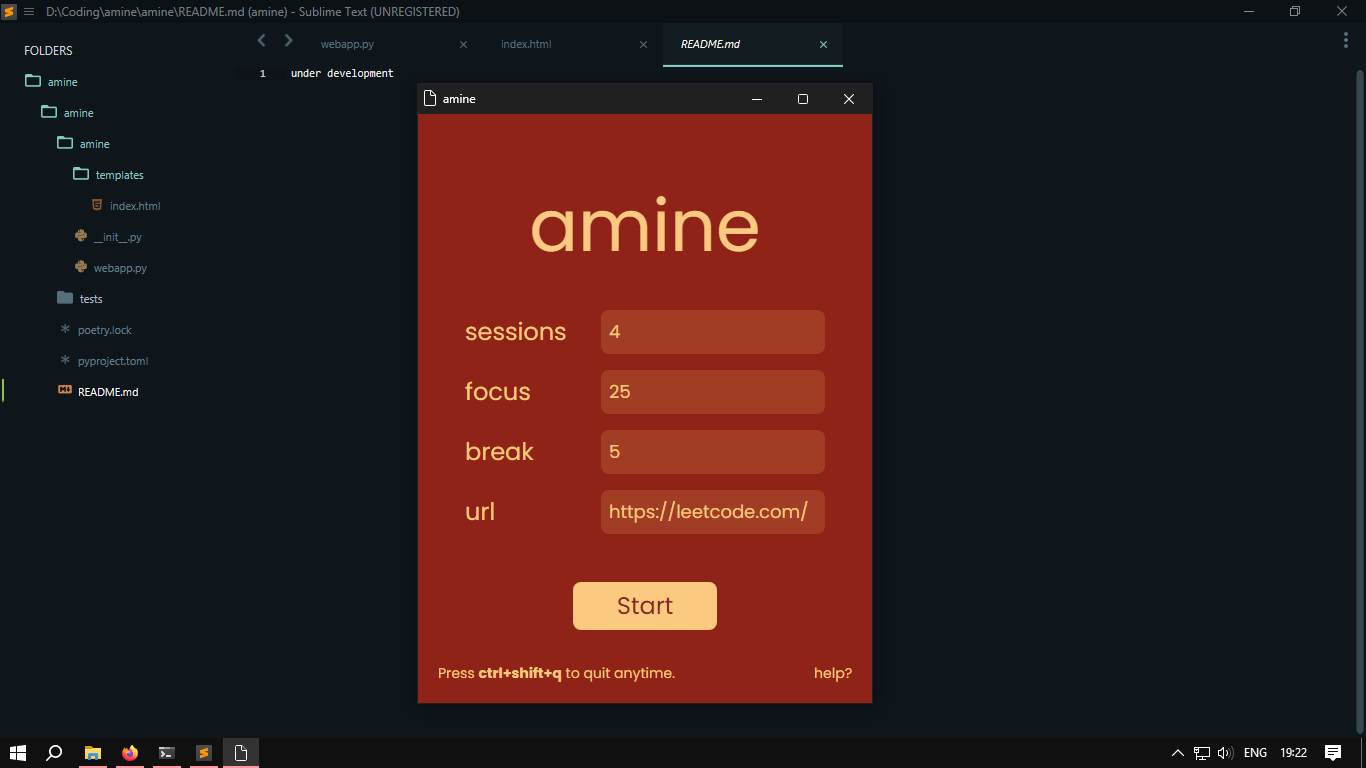 D:\Coding\amine\amine\README.md (amine) - Sublime Text (UNREGISTERED)
FOLDERS
amine
amine
amine
templates
index.html
__init__.py
webapp.py
tests
poetry.lock
pyproject.toml
README.md
webapp.py
index.html
README.md
1 under development
amine
amine
sessions 4
focus 25
break 5
url https://leetcode.com/
Start
Press ctrl+shift+q to quit anytime. help?
ENG 19:22